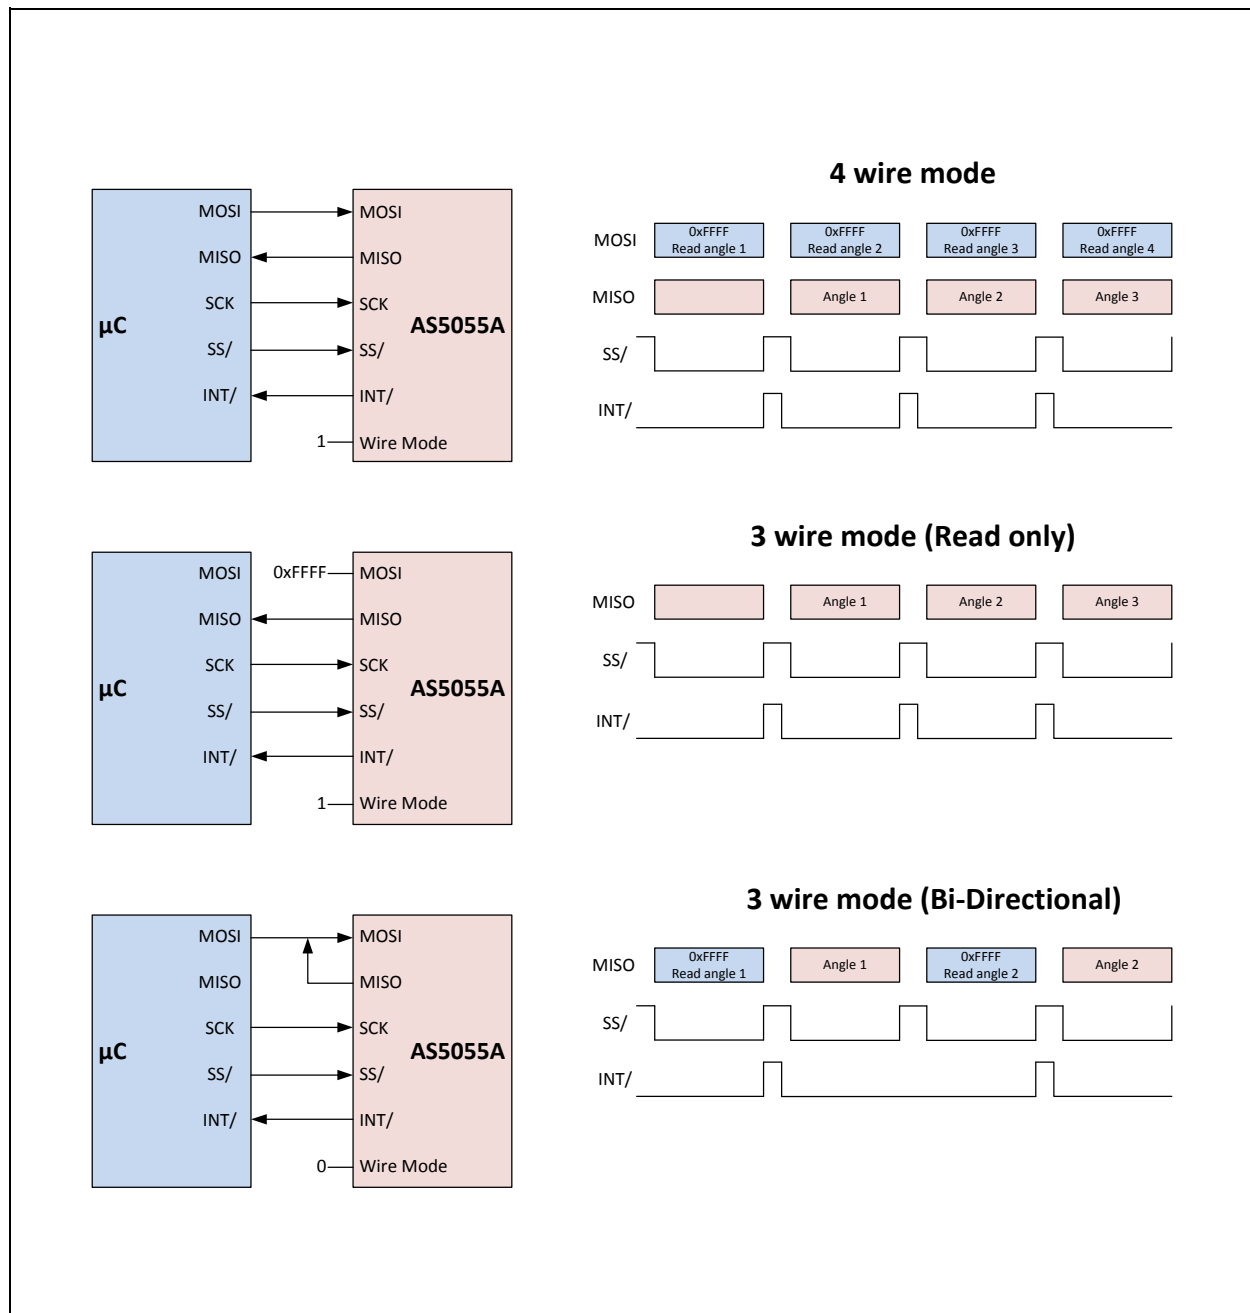 4 wire mode
MOSI MOSI
MISO MISO
SCK SCK
µC AS5055A
SS/ SS/
INT/ INT/
1 Wire Mode
MOSI 0xFFFF 0xFFFF 0xFFFF 0xFFFF
Read angle 1 Read angle 2 Read angle 3 Read angle 4
MISO Angle 1 Angle 2 Angle 3
SS/
INT/
3 wire mode (Read only)
MOSI 0xFFFF MOSI
MISO MISO
SCK SCK
µC AS5055A
SS/ SS/
INT/ INT/
1 Wire Mode
MISO Angle 1 Angle 2 Angle 3
SS/
INT/
3 wire mode (Bi-Directional)
MOSI MOSI
MISO MISO
SCK SCK
µC AS5055A
SS/ SS/
INT/ INT/
0 Wire Mode
MISO 0xFFFF Angle 1 0xFFFF Angle 2
Read angle 1 Read angle 2
SS/
INT/